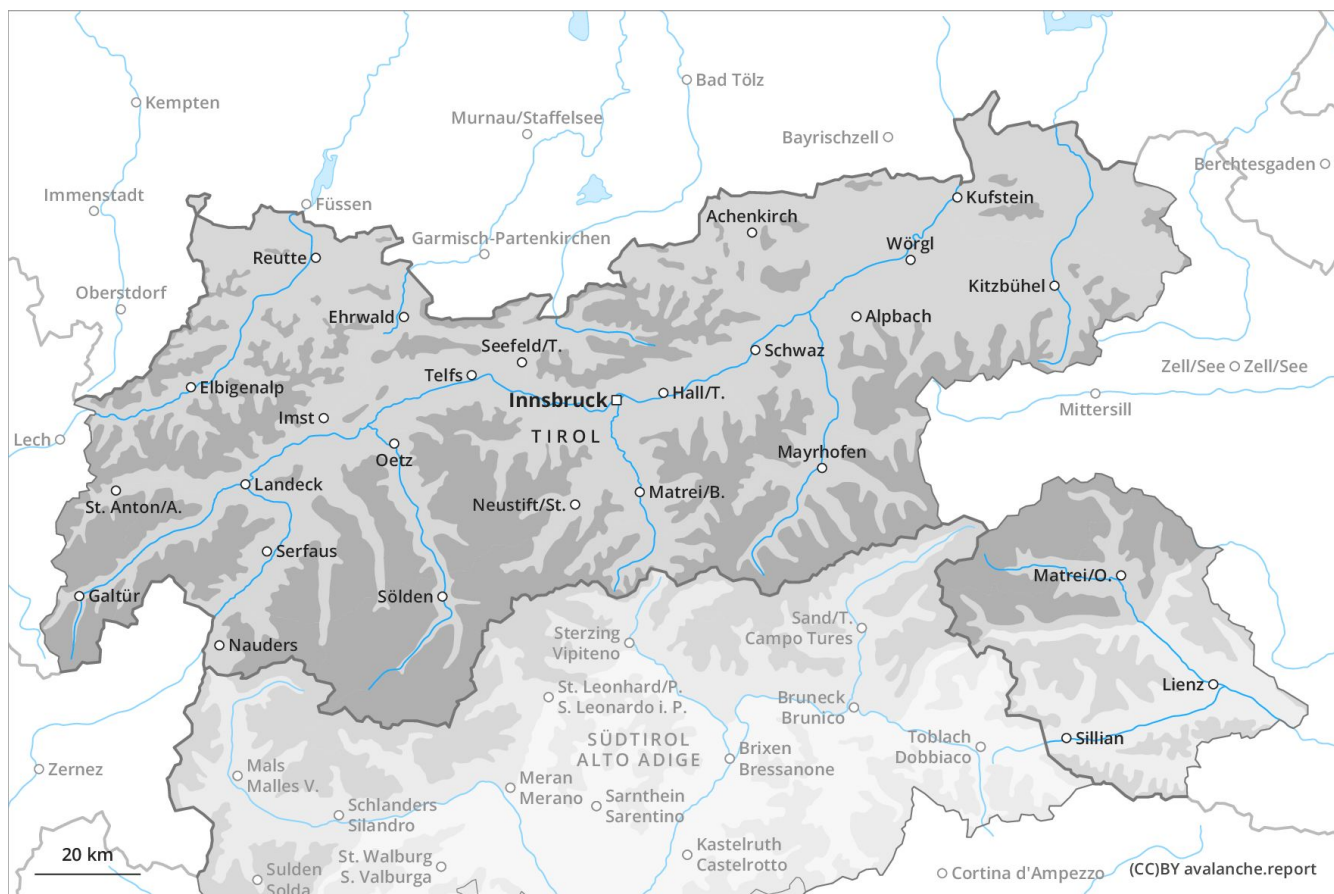 Kempten
Bad Tölz
Murnau/Staffelsee
Bayrischzell
Berchtesgaden
Immenstadt
Füssen
Kufstein
Achenkirch
Garmisch-Partenkirchen
Wörgl
Reutte
Oberstdorf
Kitzbühel
Ehrwald
Alpbach
Seefeld/T.
Schwaz
Telfs
Zell/See
Zell/See
Elbigenalp
Innsbruck
Hall/T.
Mittersill
Imst
TIROL
Lech
Oetz
Mayrhofen
Landeck
Matrei/B.
St. Anton/A.
Neustift/St.
Serfaus
Matrei/O.
Galtür
Sölden
Sand/T.
Campo Tures
Sterzing
Vipiteno
Nauders
Lienz
St. Leonhard/P.
S. Leonardo i. P.
Bruneck
Brunico
SÜDTIROL
ALTO ADIGE
Toblach
Dobbiaco
Sillian
Brixen
Bressanone
Zernez
Mals
Malles V.
Meran
Merano
Sarnthein
Sarentino
Schlanders
Silandro
Kastelruth
Castelrotto
20 km
St. Walburg
S. Valburga
Sulden
Solda
Cortina d'Ampezzo
(CC)BY avalanche.report